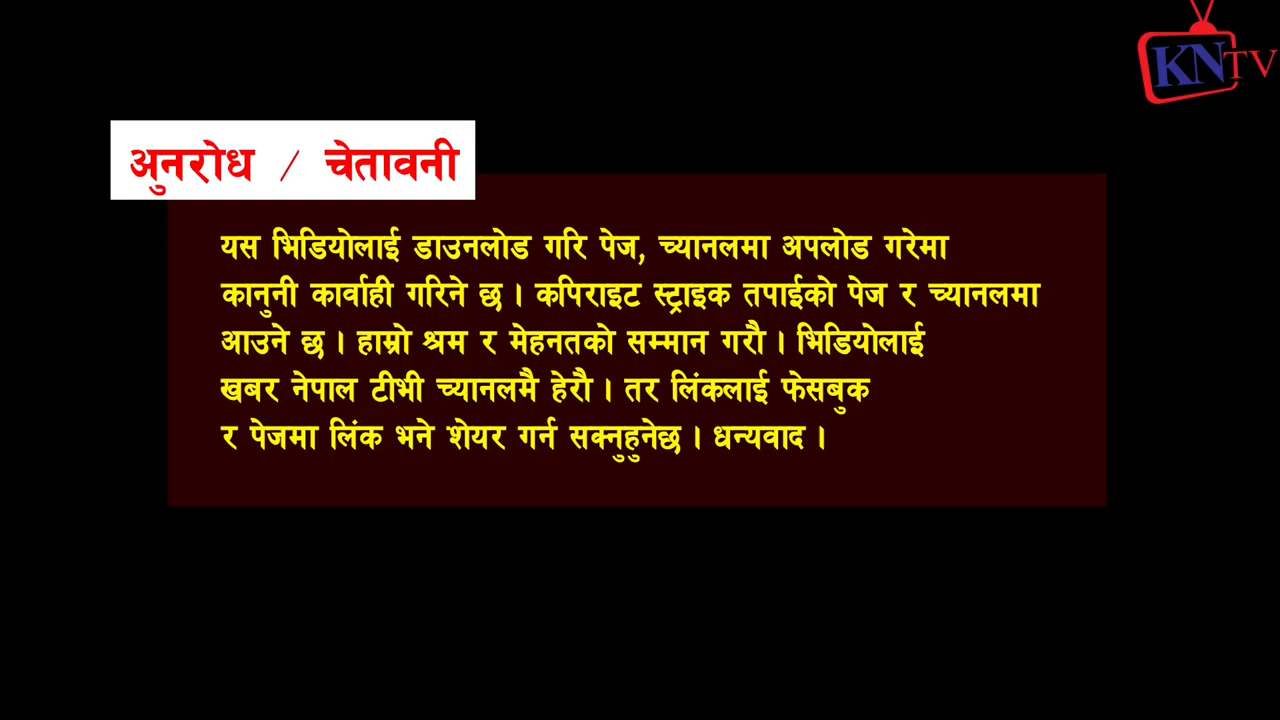 KNTV
अुनरोध / चेतावनी
यस भिडियोलाई डाउनलोड गरि पेज, च्यानलमा अपलोड गरेमा
कानुनी कार्वाही गरिने छ । कपिराइट स्ट्राइक तपाईको पेज र च्यानलमा
आउने छ । हाम्रो श्रम र मेहनतको सम्मान गरौ । भिडियोलाई
खबर नेपाल टीभी च्यानलमै हेरौ । तर लिंकलाई फेसबुक
र पेजमा लिंक भने शेयर गर्न सक्नुहुनेछ । धन्यवाद ।